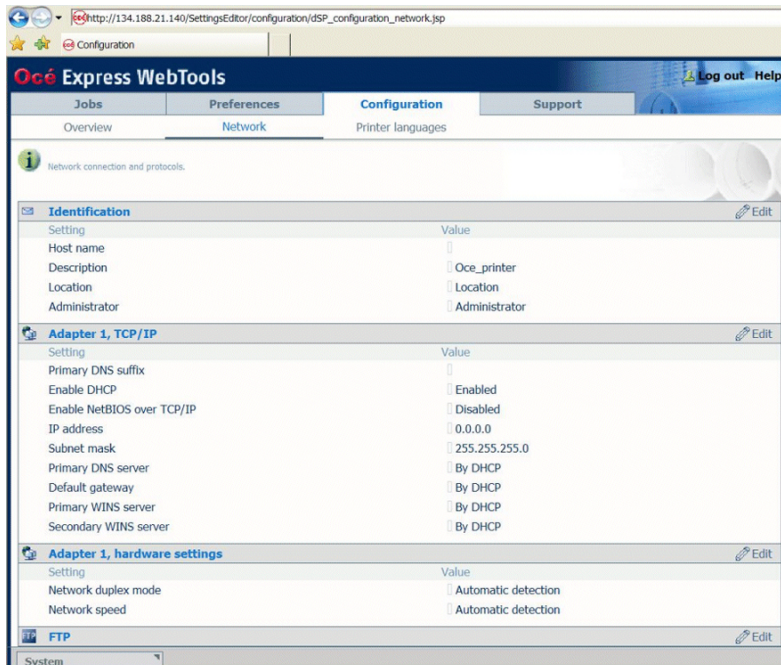 http://134.188.21.140/SettingsEditor/configuration/dSP_configuration_network.jsp
Configuration
Océ Express WebTools
Log out Help
Jobs Preferences Configuration Support
Overview Network Printer languages
Network connection and protocols.
Identification Edit
Setting Value
Host name
Description Oce_printer
Location Location
Administrator Administrator
Adapter 1, TCP/IP Edit
Setting Value
Primary DNS suffix
Enable DHCP Enabled
Enable NetBIOS over TCP/IP Disabled
IP address 0.0.0.0
Subnet mask 255.255.255.0
Primary DNS server By DHCP
Default gateway By DHCP
Primary WINS server By DHCP
Secondary WINS server By DHCP
Adapter 1, hardware settings Edit
Setting Value
Network duplex mode Automatic detection
Network speed Automatic detection
FTP FTP Edit
System